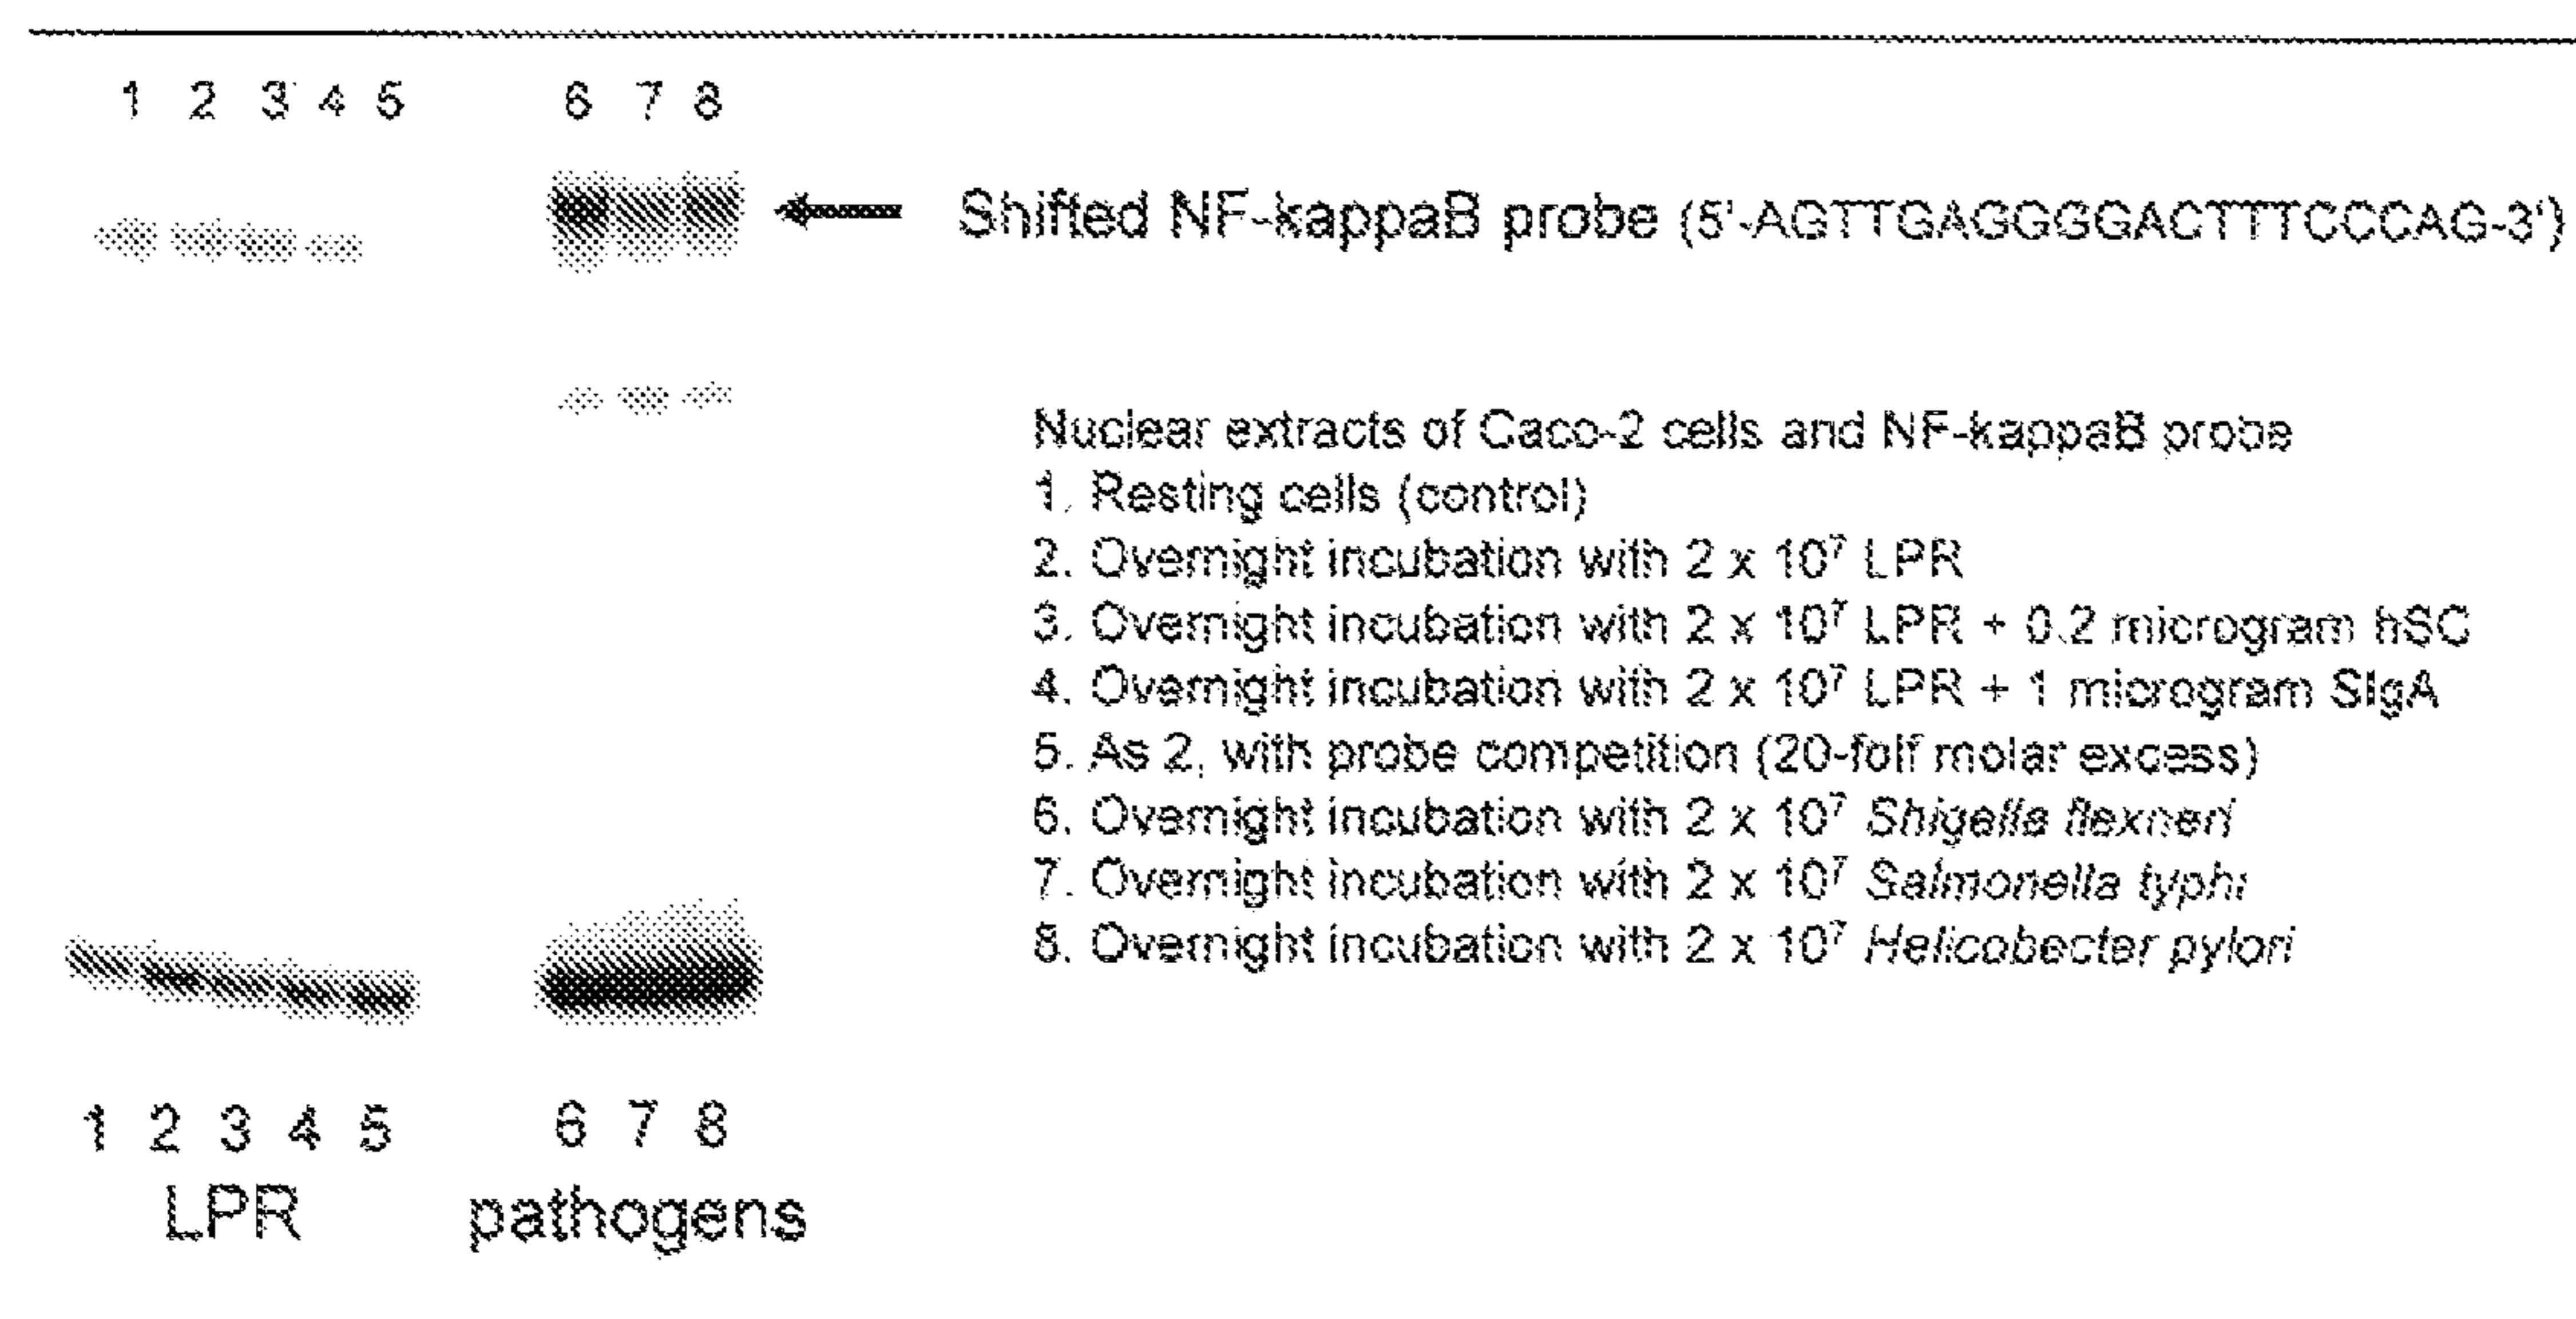 1 2 3 4 5 6 7 8
Shifted NF-kappaB probe (5'-AGTTGAGGGGACTTTCCCAG-3')
Nuclear extracts of Caco-2 cells and NF-kappaB probe
1. Resting cells (control)
2. Overnight incubation with 2 x 10⁷ LPR
3. Overnight incubation with 2 x 10⁷ LPR + 0.2 microgram hSC
4. Overnight incubation with 2 x 10⁷ LPR + 1 microgram SIgA
5. As 2, with probe competition (20-folf molar excess)
6. Overnight incubation with 2 x 10⁷ Shigella flexneri
7. Overnight incubation with 2 x 10⁷ Salmonella typhi
8. Overnight incubation with 2 x 10⁷ Helicobecter pylori
1 2 3 4 5 6 7 8
LPR pathogens